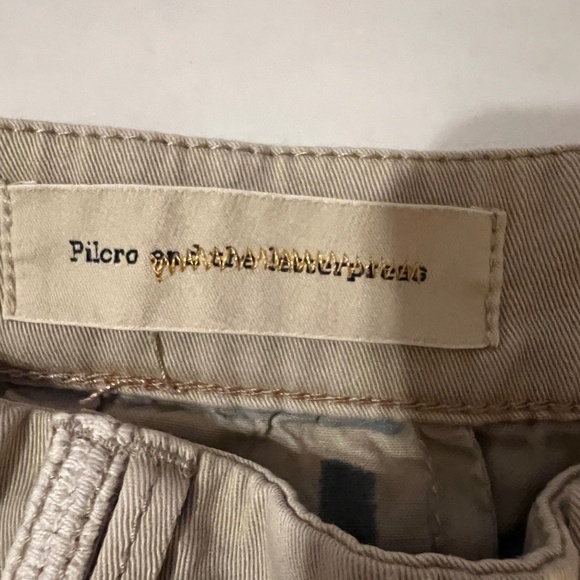 Pilcro and the letterpress